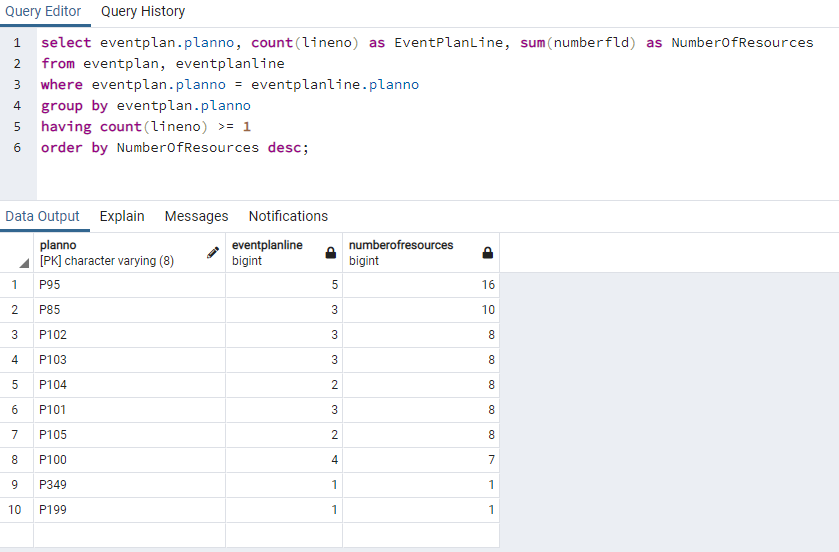 Query Editor Query History
1 select eventplan.planno, count(lineno) as EventPlanLine, sum(numberfld) as NumberOfResources
2 from eventplan, eventplanline
3 where eventplan.planno = eventplanline.planno
4 group by eventplan.planno
5 having count(lineno) >= 1
6 order by NumberOfResources desc;
Data Output Explain Messages Notifications
planno eventplanline numberofresources
[PK] character varying (8) bigint bigint
1 P95 5 16
2 P85 3 10
3 P102 3 8
4 P103 3 8
5 P104 2 8
6 P101 3 8
7 P105 2 8
8 P100 4 7
9 P349 1 1
10 P199 1 1